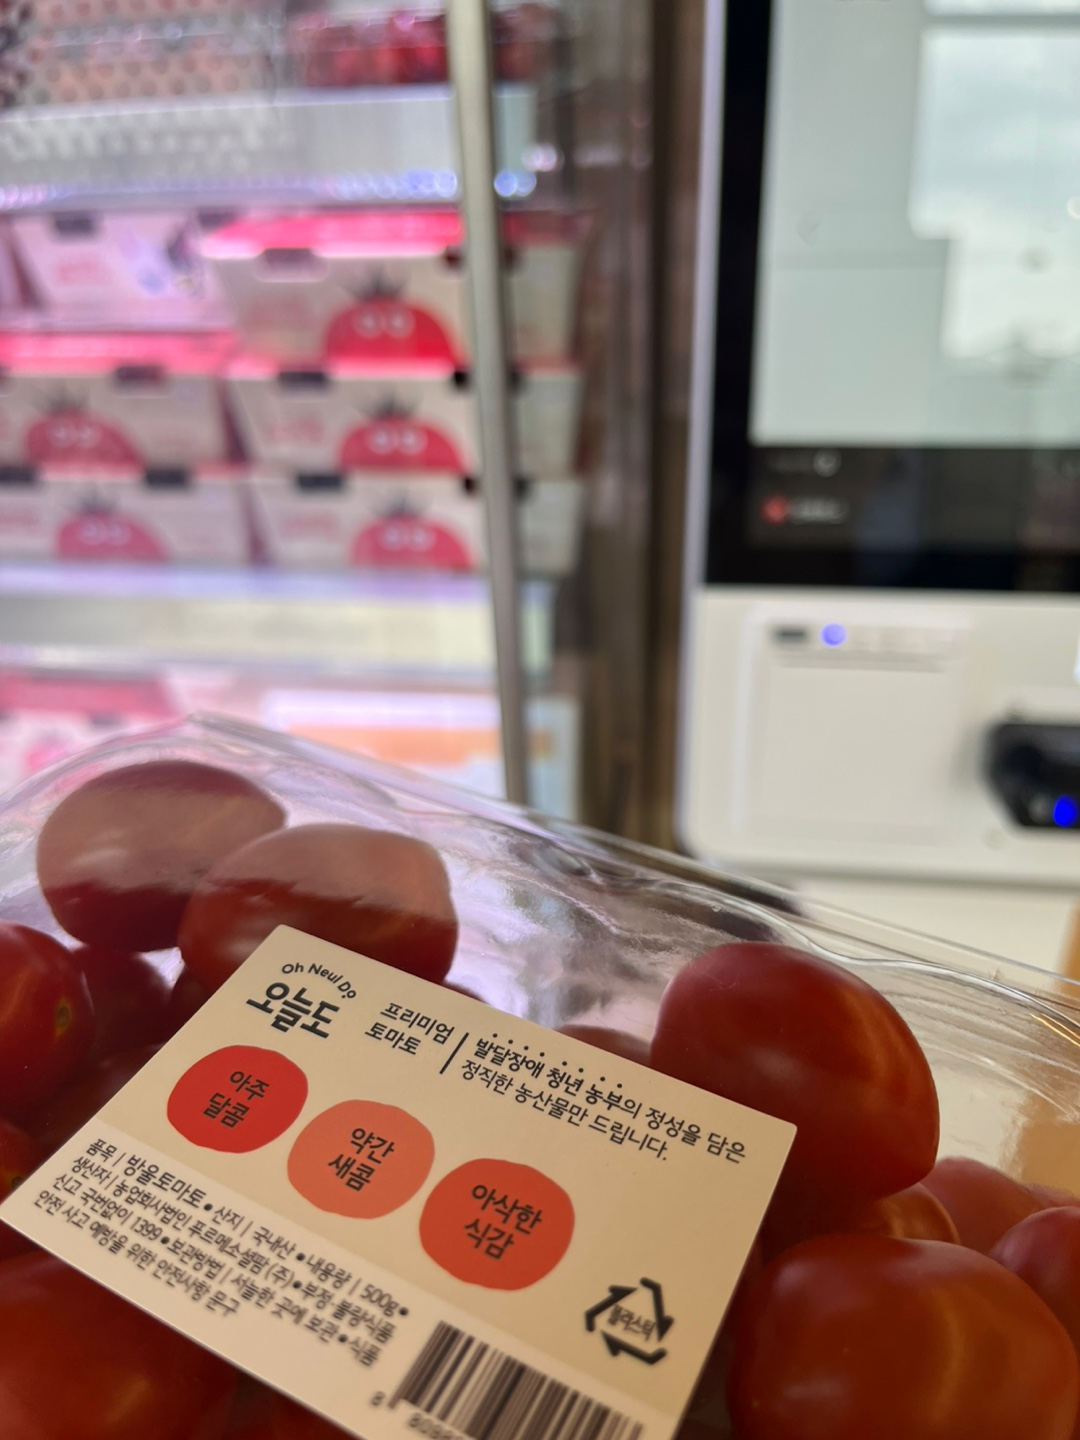 Oh Neul Do
오늘도
프리미엄
토마토
발달장애 청년 농부의 정성을 담은
정직한 농산물만 드립니다.
아주
달콤
약간
새콤
아삭한
식감
품목 | 방울토마토 • 산지 | 국내산 • 내용량 | 500g •
생산자 | 농업회사법인 푸르메소셜팜(주) • 부정·불량식품
신고 국번없이 1399 • 보관방법 | 서늘한 곳에 보관 • 식품
안전 사고 예방을 위한 안전사항 문구
플라스틱
8